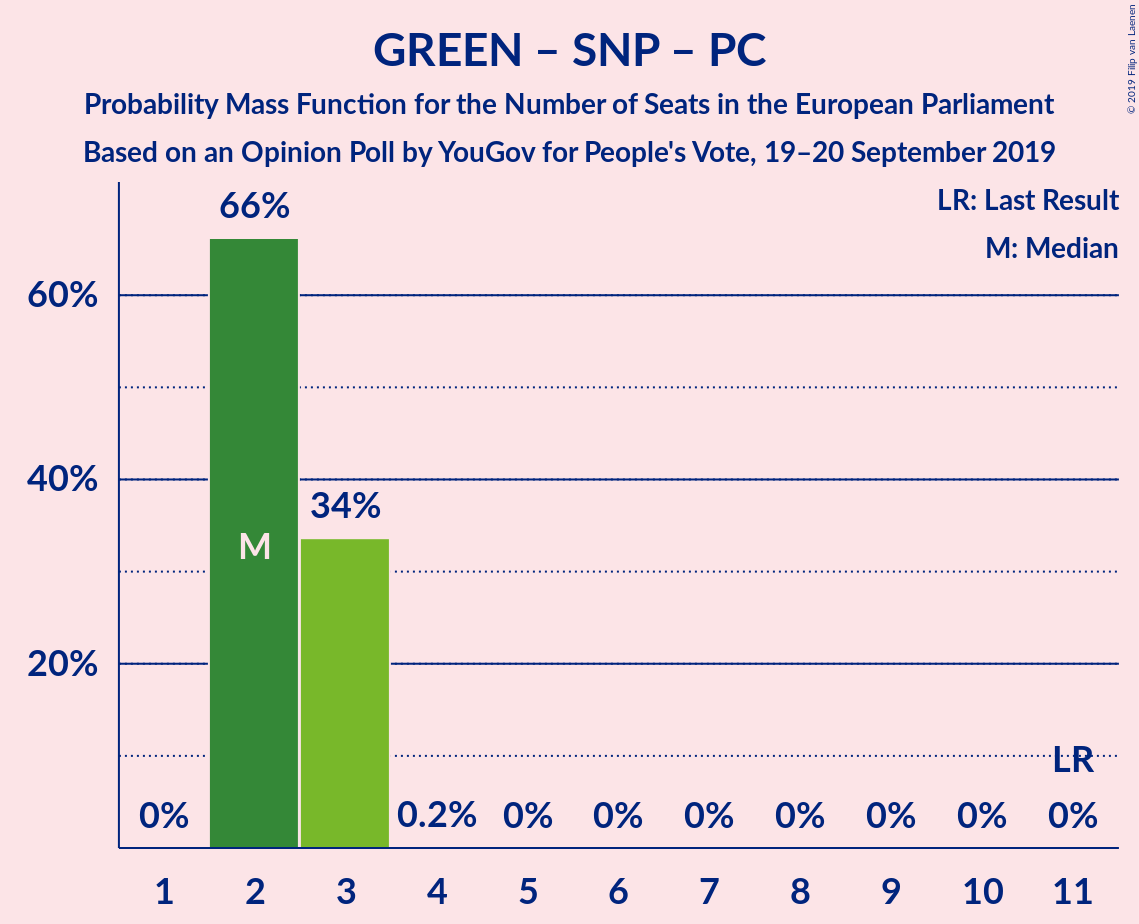 GREEN – SNP – PC
Probability Mass Function for the Number of Seats in the European Parliament
Based on an Opinion Poll by YouGov for People's Vote, 19–20 September 2019
© 2019 Filip van Laenen
LR: Last Result
M: Median
66%
60%
40%
34%
M
20%
LR
0% 0.2% 0% 0% 0% 0% 0% 0% 0%
1 2 3 4 5 6 7 8 9 10 11